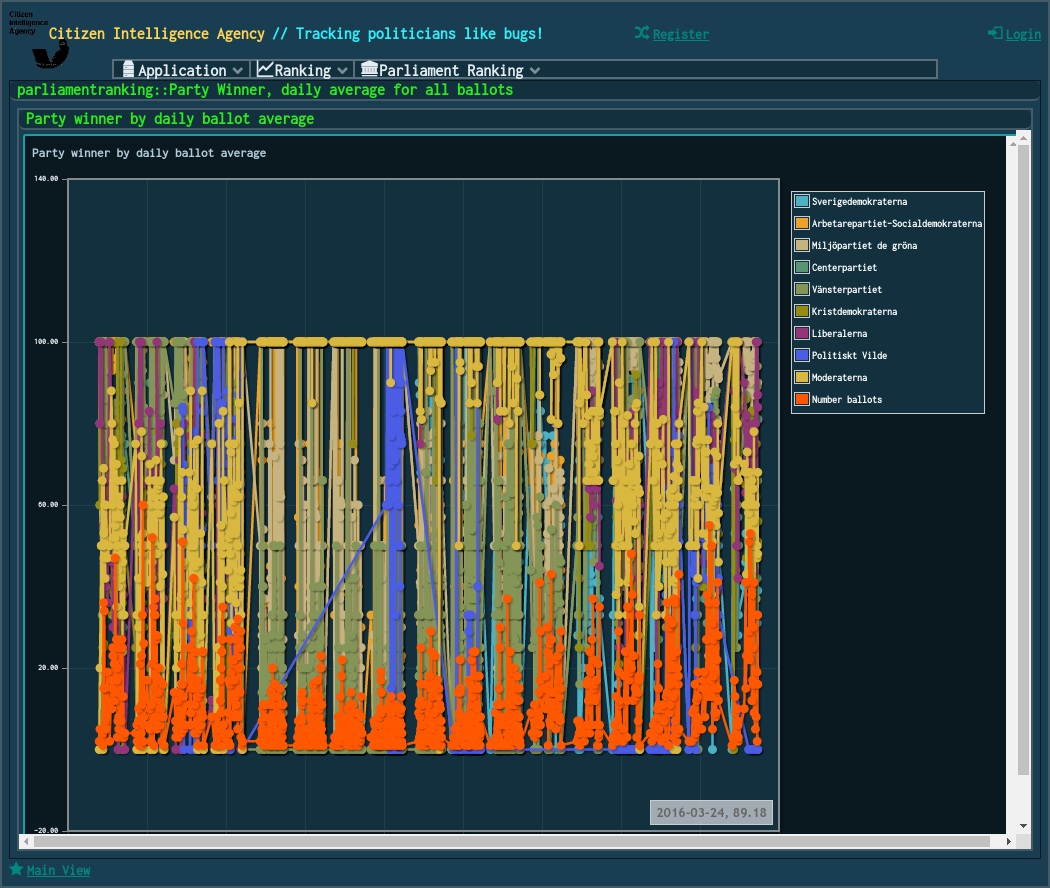 Citizen
Intelligence
Agency
Citizen Intelligence Agency // Tracking politicians like bugs!
Register
Login
Application
Ranking
Parliament Ranking
parliamentranking::Party Winner, daily average for all ballots
Party winner by daily ballot average
Party winner by daily ballot average
140.00
100.00
60.00
20.00
-20.00
Sverigedemokraterna
Arbetarepartiet-Socialdemokraterna
Miljöpartiet de gröna
Centerpartiet
Vänsterpartiet
Kristdemokraterna
Liberalerna
Politiskt Vilde
Moderaterna
Number ballots
2016-03-24, 89.18
Main View